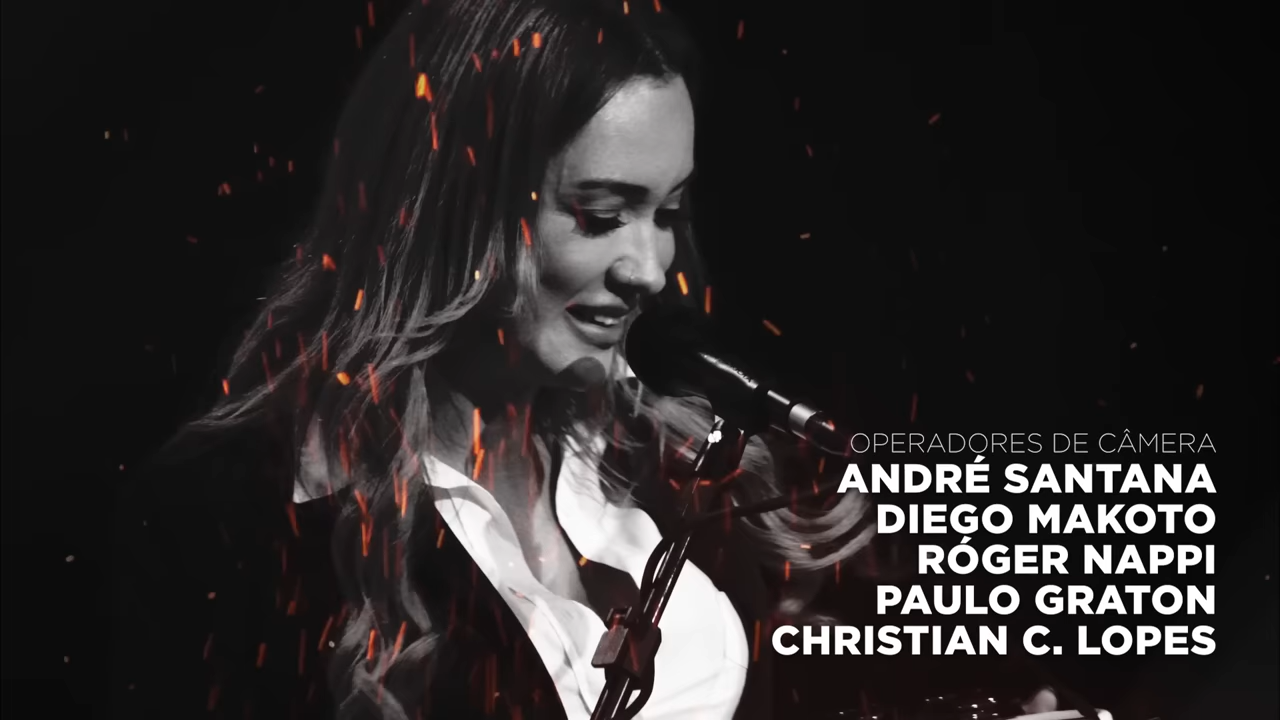 OPERADORES DE CÂMERA
ANDRÉ SANTANA
DIEGO MAKOTO
RÓGER NAPPI
PAULO GRATON
CHRISTIAN C. LOPES